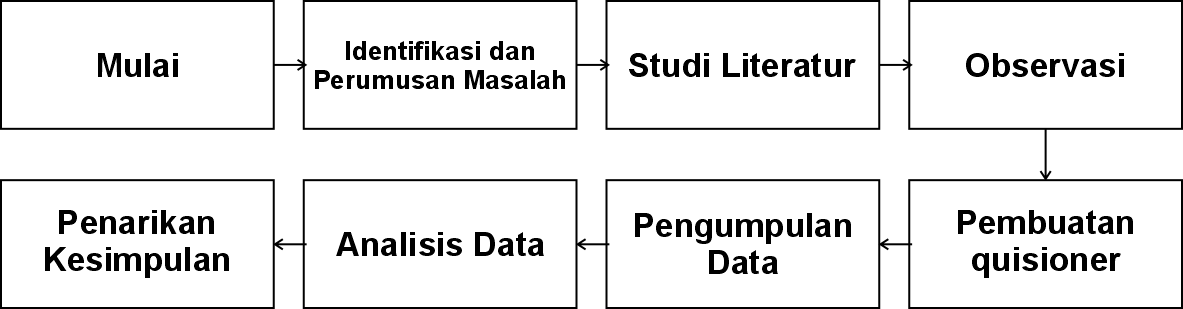 Mulai
Identifikasi dan
Perumusan Masalah
Studi Literatur
Observasi
Pembuatan
quisioner
Pengumpulan
Data
Analisis Data
Penarikan
Kesimpulan